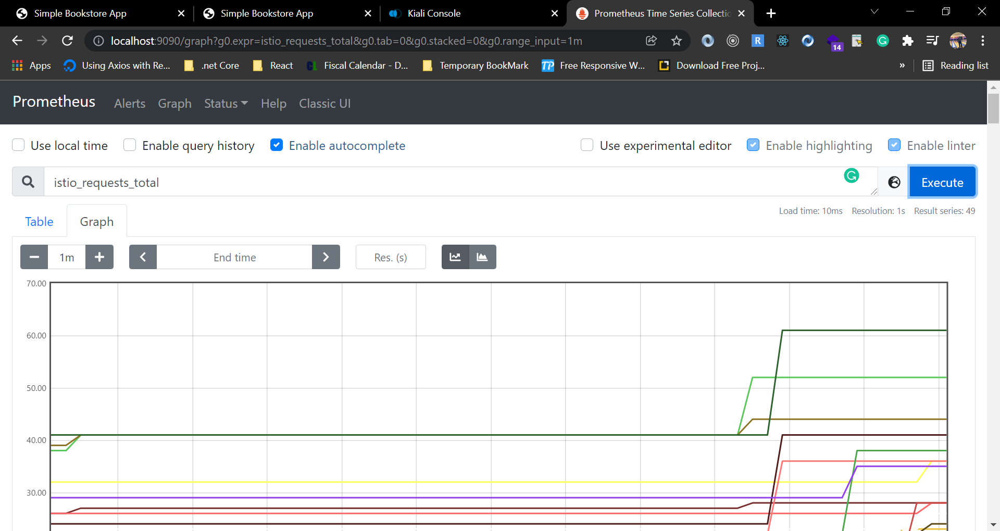 Simple Bookstore App
Simple Bookstore App
Kiali Console
Prometheus Time Series Collectio
localhost:9090/graph?g0.expr=istio_requests_total&g0.tab=0&g0.stacked=0&g0.range_input=1m
R
14
G
Apps
Using Axios with Re...
.net Core
React
CL
Fiscal Calendar - D...
Temporary BookMark
TP
Free Responsive W...
Download Free Proj...
»
Reading list
Prometheus
Alerts
Graph
Status
Help
Classic UI
Use local time
Enable query history
Enable autocomplete
Use experimental editor
Enable highlighting
Enable linter
istio_requests_total
G
Execute
Table
Graph
Load time: 10ms
Resolution: 1s
Result series: 49
1m
End time
Res. (s)
70.00
60.00
50.00
40.00
30.00